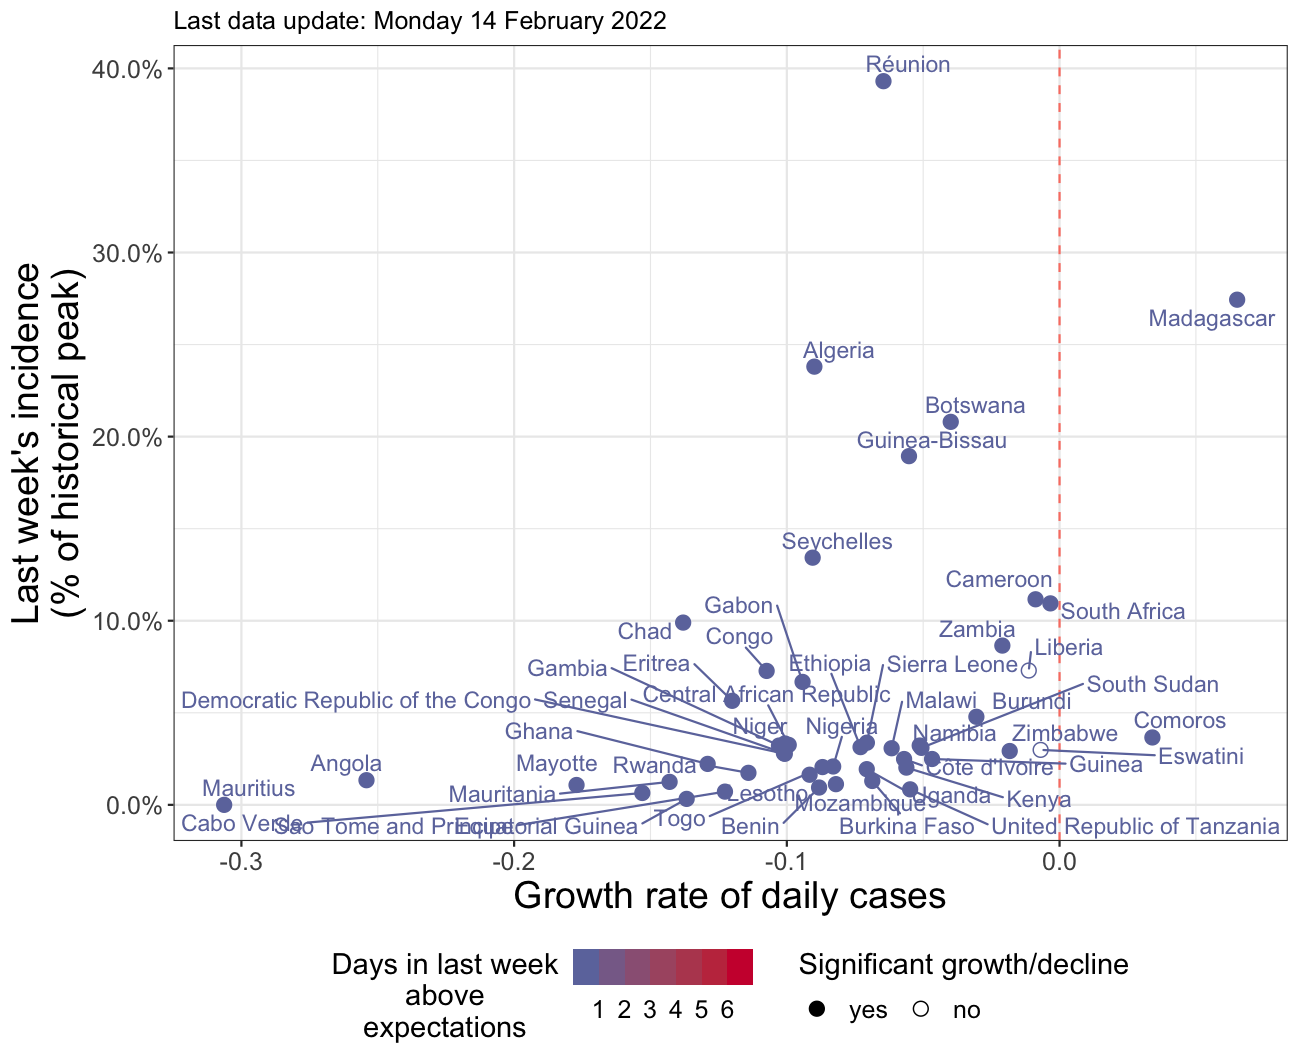 Last data update: Monday 14 February 2022
Last week's incidence
(% of historical peak)
40.0%
30.0%
20.0%
10.0%
0.0%
Réunion
Madagascar
Algeria
Botswana
Guinea-Bissau
Seychelles
Cameroon
Gabon
South Africa
Chad
Congo
Zambia
Liberia
Gambia
Eritrea
Ethiopia
Sierra Leone
South Sudan
Democratic Republic of the Congo
Senegal
Central African Republic
Malawi
Burundi
Comoros
Ghana
Niger
Nigeria
Namibia
Zimbabwe
Eswatini
Angola
Mayotte
Rwanda
Côte d'Ivoire
Guinea
Mauritius
Mauritania
Lesotho
Mozambique
Uganda
Kenya
Cabo Verde
Sao Tome and Principe
Equatorial Guinea
Togo
Benin
Burkina Faso
United Republic of Tanzania
-0.3
-0.2
-0.1
0.0
Growth rate of daily cases
Days in last week
above
expectations
1 2 3 4 5 6
Significant growth/decline
yes
no